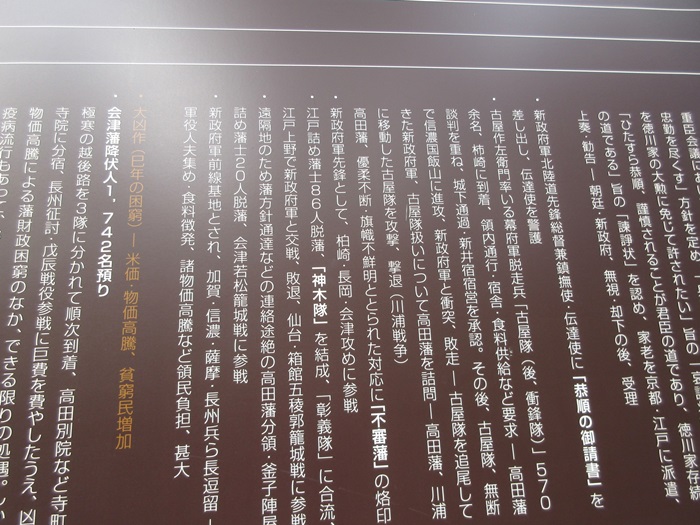 重臣会議
忠勤を尽くす」方針を定め
を徳川家の大勲に免じて許されたい」旨の
「ひたすら恭順、謹慎されることが君臣の道であり、徳川家存続
の道である」旨の「諫諍状」を認め、家老を京都・江戸に派遣、
上奏・勧告 ― 朝廷・新政府、無視・却下の後、受理
・新政府軍北陸道先鋒総督兼鎮撫使、伝達使に「恭順の御請書」を
差し出し、伝達使を警護
・古屋作左衛門率いる幕府軍脱走兵「古屋隊(後、衝鋒隊)」570
余名、柿崎に到着、領内通行・宿舎・食料供給など要求 ― 高田藩
談判を重ね、城下通過・新井宿宿営を承認。その後、古屋隊、無断
で信濃国飯山に進攻、新政府軍と衝突、敗走 ― 古屋隊を追尾して
きた新政府軍、古屋隊扱いについて高田藩を詰問 ― 高田藩、川浦
に移動した古屋隊を攻撃、撃退(川浦戦争)
高田藩、優柔不断・旗幟不鮮明ととられた対応に「不審藩」の烙印
・新政府軍先鋒として、柏崎・長岡・会津攻めに参戦
・江戸詰め藩士86人脱藩、「神木隊」を結成、「彰義隊」に合流、
江戸上野で新政府軍と交戦、敗退、仙台・箱館五稜郭籠城戦に参戦
・遠隔地のため藩方針通達などの連絡途絶の高田藩分領・釜子陣屋
詰め藩士20人脱藩、会津若松籠城戦に参戦
・新政府軍前線基地とされ、加賀・信濃・薩摩・長州兵ら長逗留 ―
軍役人夫集め・食料徴発、諸物価高騰など領民負担、甚大
・大凶作(巳年の困窮)― 米価・物価高騰、貧窮民増加
・会津藩降伏人1,742名預り
極寒の越後路を3隊に分かれて順次到着、高田別院など寺町
寺院に分宿、長州征討・戊辰戦役参戦に巨費を費やしたうえ、凶
物価高騰による藩財政困窮のなか、できる限りの処遇。しい
疫病流行もあって、